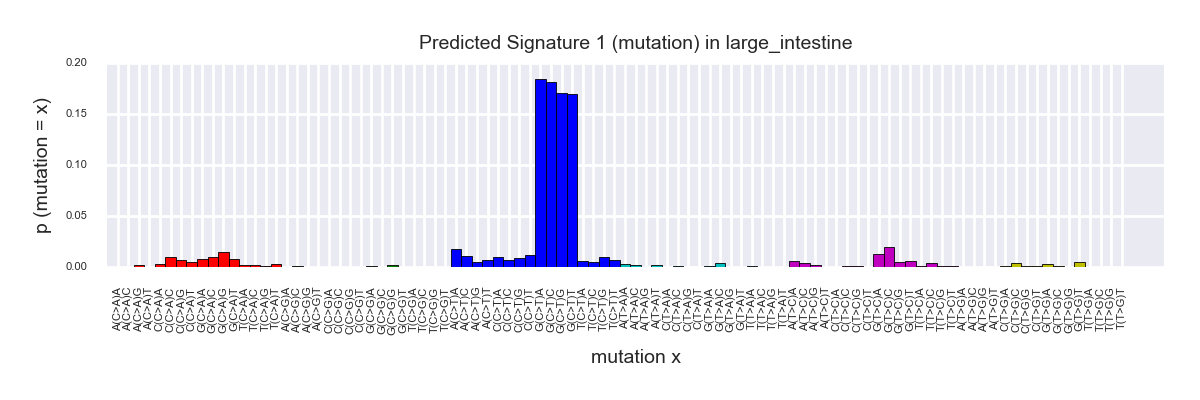 Predicted Signature 1 (mutation) in large_intestine
p (mutation = x)
0.20
0.15
0.10
0.05
0.00
A(C>A)A
A(C>A)C
A(C>A)G
A(C>A)T
C(C>A)A
C(C>A)C
C(C>A)G
C(C>A)T
G(C>A)A
G(C>A)C
G(C>A)G
G(C>A)T
T(C>A)A
T(C>A)C
T(C>A)G
T(C>A)T
A(C>G)A
A(C>G)C
A(C>G)G
A(C>G)T
C(C>G)A
C(C>G)C
C(C>G)G
C(C>G)T
G(C>G)A
G(C>G)C
G(C>G)G
G(C>G)T
T(C>G)A
T(C>G)C
T(C>G)G
T(C>G)T
A(C>T)A
A(C>T)C
A(C>T)G
A(C>T)T
C(C>T)A
C(C>T)C
C(C>T)G
C(C>T)T
G(C>T)A
G(C>T)C
G(C>T)G
G(C>T)T
T(C>T)A
T(C>T)C
T(C>T)G
T(C>T)T
A(T>A)A
A(T>A)C
A(T>A)G
A(T>A)T
C(T>A)A
C(T>A)C
C(T>A)G
C(T>A)T
G(T>A)A
G(T>A)C
G(T>A)G
G(T>A)T
T(T>A)A
T(T>A)C
T(T>A)G
T(T>A)T
A(T>C)A
A(T>C)C
A(T>C)G
A(T>C)T
C(T>C)A
C(T>C)C
C(T>C)G
C(T>C)T
G(T>C)A
G(T>C)C
G(T>C)G
G(T>C)T
T(T>C)A
T(T>C)C
T(T>C)G
T(T>C)T
A(T>G)A
A(T>G)C
A(T>G)G
A(T>G)T
C(T>G)A
C(T>G)C
C(T>G)G
C(T>G)T
G(T>G)A
G(T>G)C
G(T>G)G
G(T>G)T
T(T>G)A
T(T>G)C
T(T>G)G
T(T>G)T
mutation x